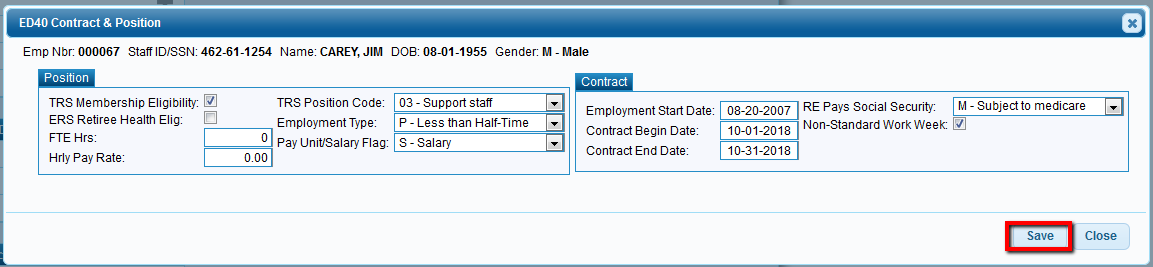 ED40 Contract & Position
Emp Nbr: 000067 Staff ID/SSN: 462-61-1254 Name: CAREY, JIM DOB: 08-01-1955 Gender: M - Male
Position
TRS Membership Eligibility:
ERS Retiree Health Elig:
FTE Hrs: 0
Hrly Pay Rate: 0.00
TRS Position Code: 03 - Support staff
Employment Type: P - Less than Half-Time
Pay Unit/Salary Flag: S - Salary
Contract
Employment Start Date: 08-20-2007
Contract Begin Date: 10-01-2018
Contract End Date: 10-31-2018
RE Pays Social Security: M - Subject to medicare
Non-Standard Work Week:
Save Close